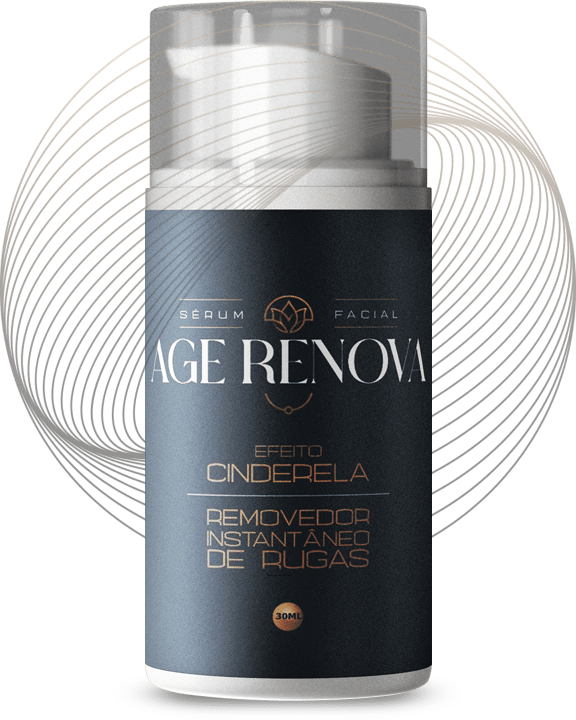 SÉRUM FACIAL
AGE RENOVA
EFEITO
CINDERELA
REMOVEDOR
INSTANTÂNEO
DE RUGAS
30ML